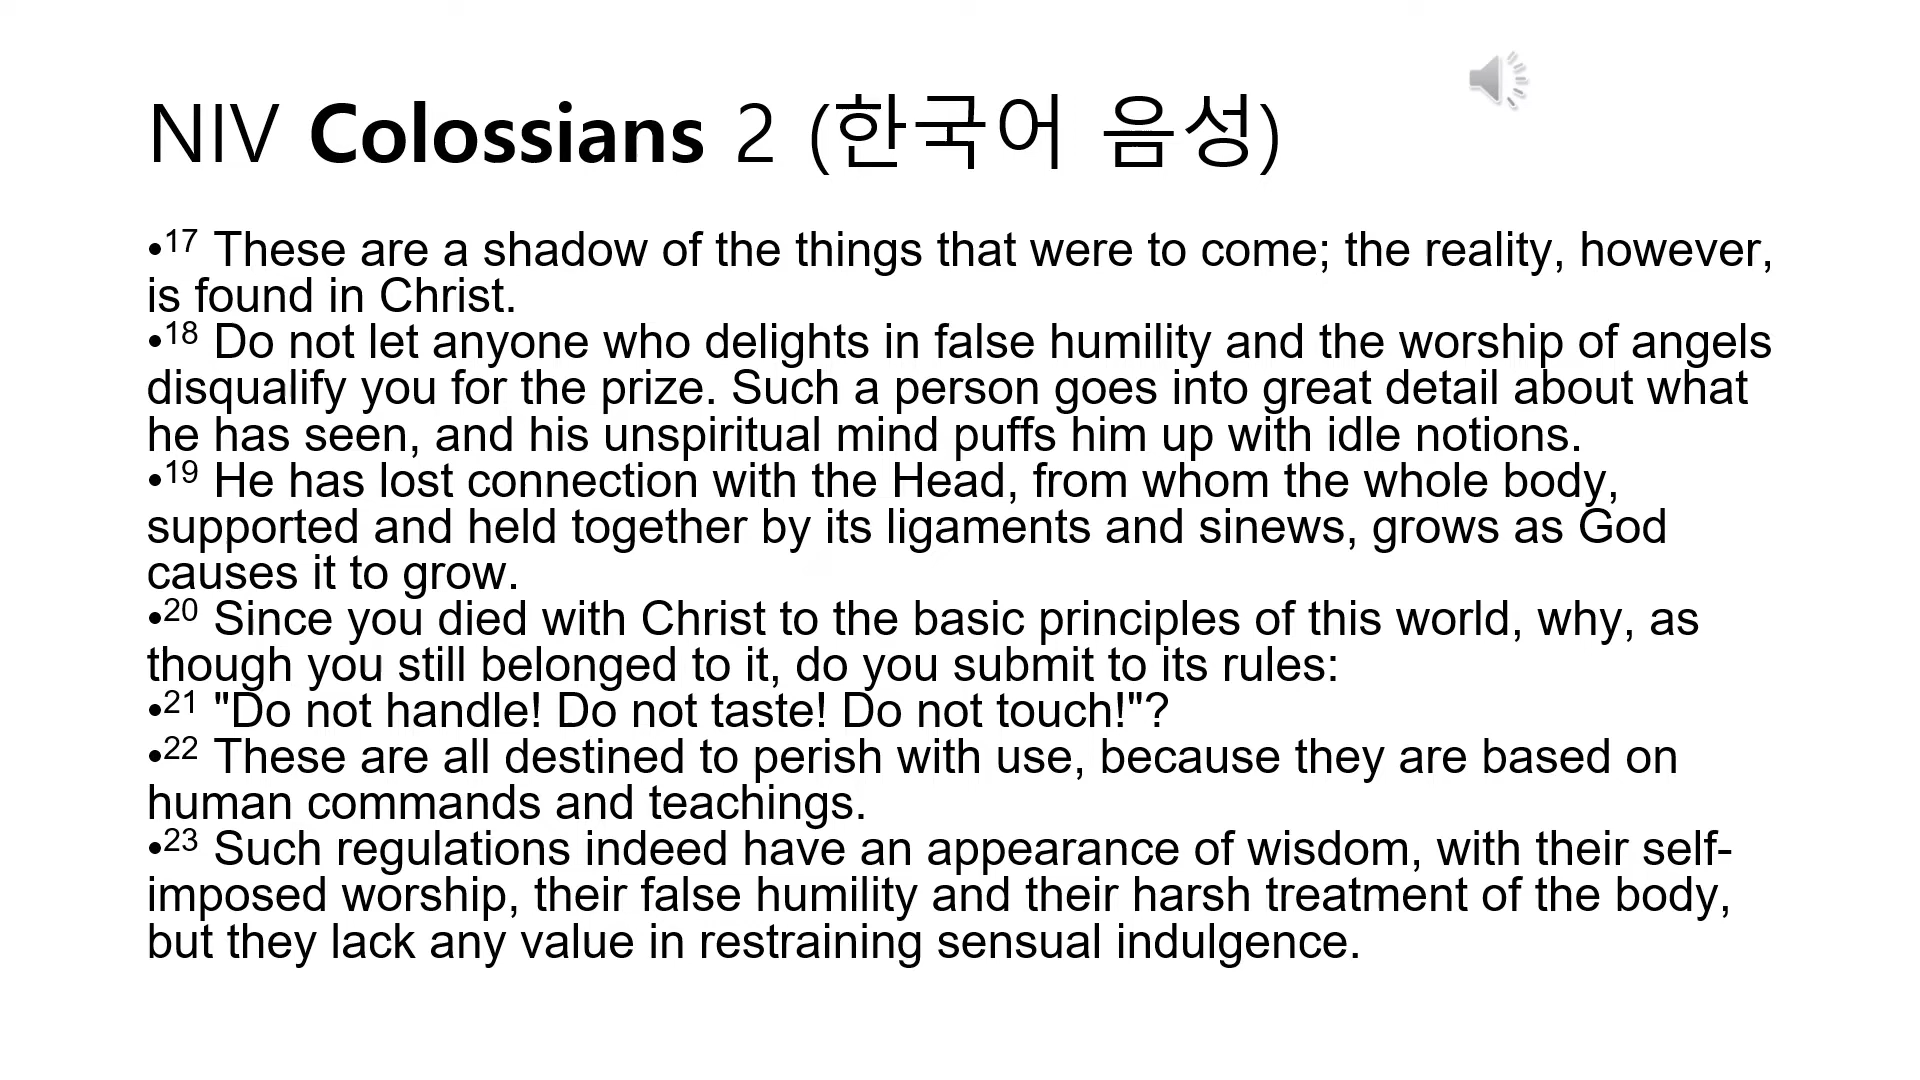 NIV Colossians 2 (한국어 음성)
•17 These are a shadow of the things that were to come; the reality, however,
is found in Christ.
•18 Do not let anyone who delights in false humility and the worship of angels
disqualify you for the prize. Such a person goes into great detail about what
he has seen, and his unspiritual mind puffs him up with idle notions.
•19 He has lost connection with the Head, from whom the whole body,
supported and held together by its ligaments and sinews, grows as God
causes it to grow.
•20 Since you died with Christ to the basic principles of this world, why, as
though you still belonged to it, do you submit to its rules:
•21 "Do not handle! Do not taste! Do not touch!"?
•22 These are all destined to perish with use, because they are based on
human commands and teachings.
•23 Such regulations indeed have an appearance of wisdom, with their self-
imposed worship, their false humility and their harsh treatment of the body,
but they lack any value in restraining sensual indulgence.